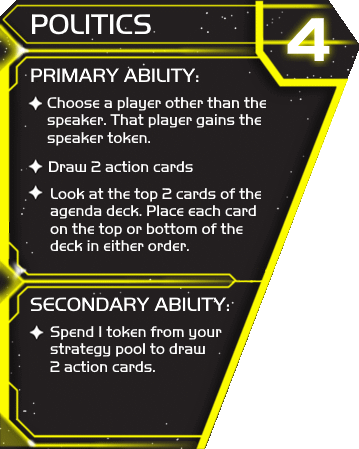 POLITICS
4
PRIMARY ABILITY:
Choose a player other than the
speaker. That player gains the
speaker token.
Draw 2 action cards
Look at the top 2 cards of the
agenda deck. Place each card
on the top or bottom of the
deck in either order.
SECONDARY ABILITY:
Spend 1 token from your
strategy pool to draw
2 action cards.